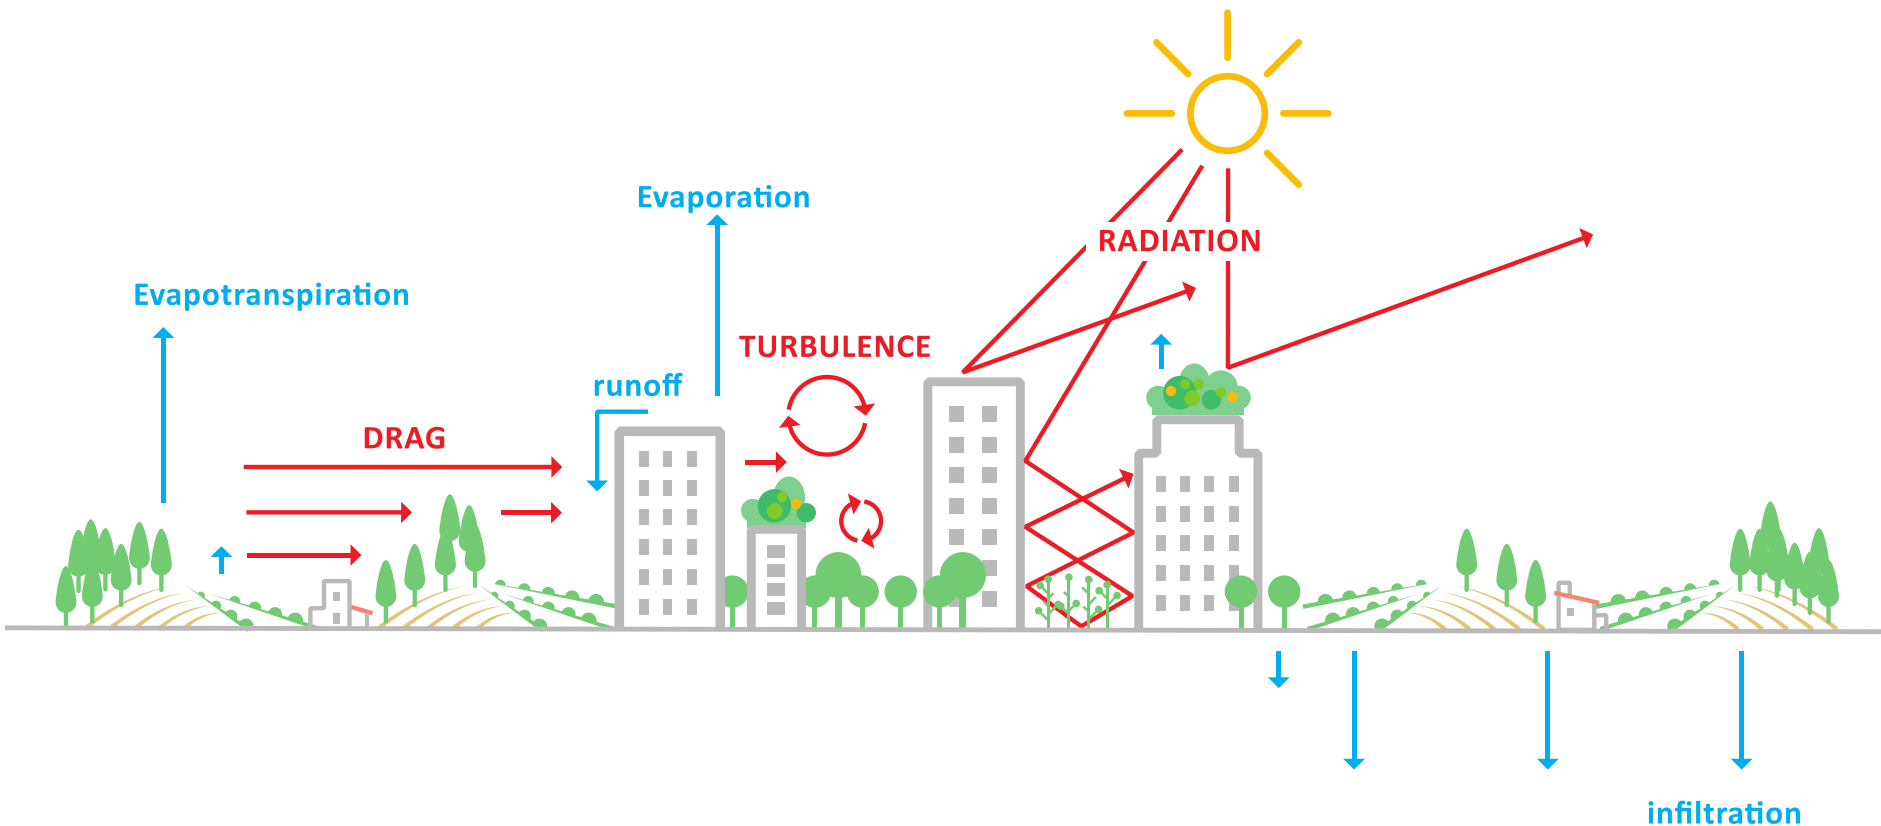 Evaporation
RADIATION
Evapotranspiration
TURBULENCE
runoff
DRAG
infiltration